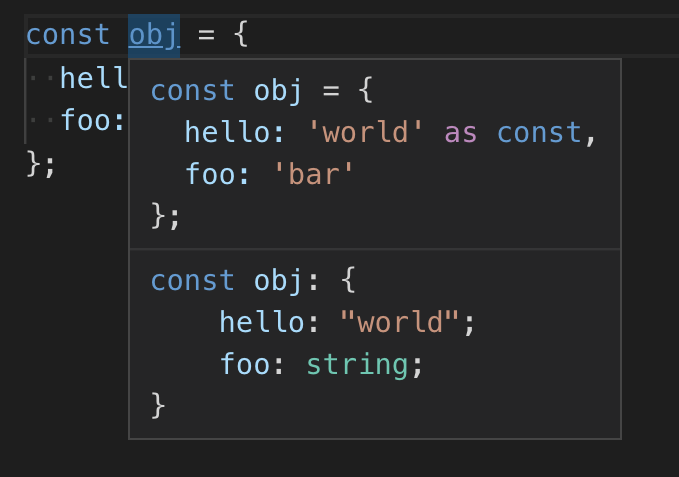 const obj = {
··hell
··foo:
};
const obj = {
  hello: 'world' as const,
  foo: 'bar'
};
const obj: {
    hello: "world";
    foo: string;
}